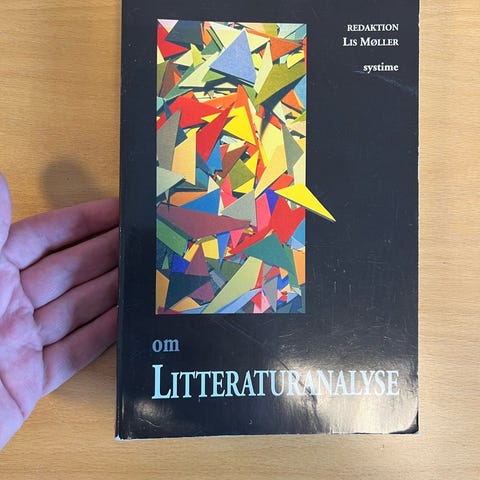 REDAKTION
LIS MØLLER
systime
om
LITTERATURANALYSE